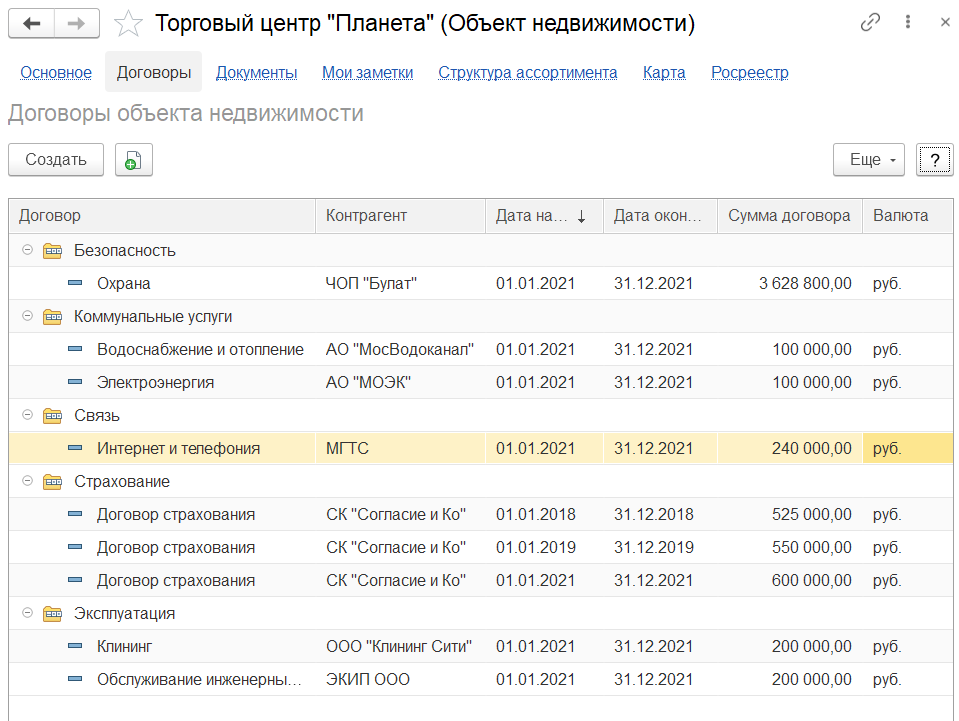 Торговый центр "Планета" (Объект недвижимости)
Основное Договоры Документы Мои заметки Структура ассортимента Карта Росреестр
Договоры объекта недвижимости
Создать Еще ?
Договор Контрагент Дата на... ↓ Дата окон... Сумма договора Валюта
Безопасность
Охрана ЧОП "Булат" 01.01.2021 31.12.2021 3 628 800,00 руб.
Коммунальные услуги
Водоснабжение и отопление АО "МосВодоканал" 01.01.2021 31.12.2021 100 000,00 руб.
Электроэнергия АО "МОЭК" 01.01.2021 31.12.2021 100 000,00 руб.
Связь
Интернет и телефония МГТС 01.01.2021 31.12.2021 240 000,00 руб.
Страхование
Договор страхования СК "Согласие и Ко" 01.01.2018 31.12.2018 525 000,00 руб.
Договор страхования СК "Согласие и Ко" 01.01.2019 31.12.2019 550 000,00 руб.
Договор страхования СК "Согласие и Ко" 01.01.2021 31.12.2021 600 000,00 руб.
Эксплуатация
Клининг ООО "Клининг Сити" 01.01.2021 31.12.2021 200 000,00 руб.
Обслуживание инженерны... ЭКИП ООО 01.01.2021 31.12.2021 200 000,00 руб.